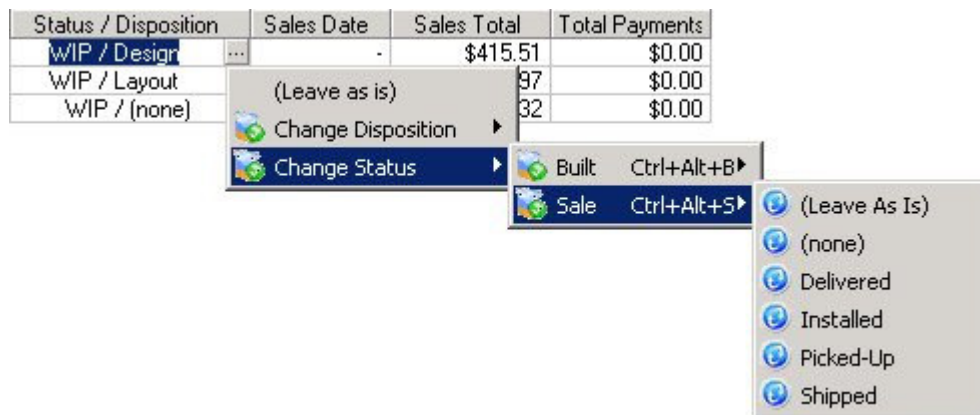 Status / Disposition Sales Date Sales Total Total Payments
WIP / Design ... - $415.51 $0.00
WIP / Layout 97 $0.00
WIP / (none) 32 $0.00
(Leave as is)
Change Disposition
Change Status
Built Ctrl+Alt+B
Sale Ctrl+Alt+S
(Leave As Is)
(none)
Delivered
Installed
Picked-Up
Shipped